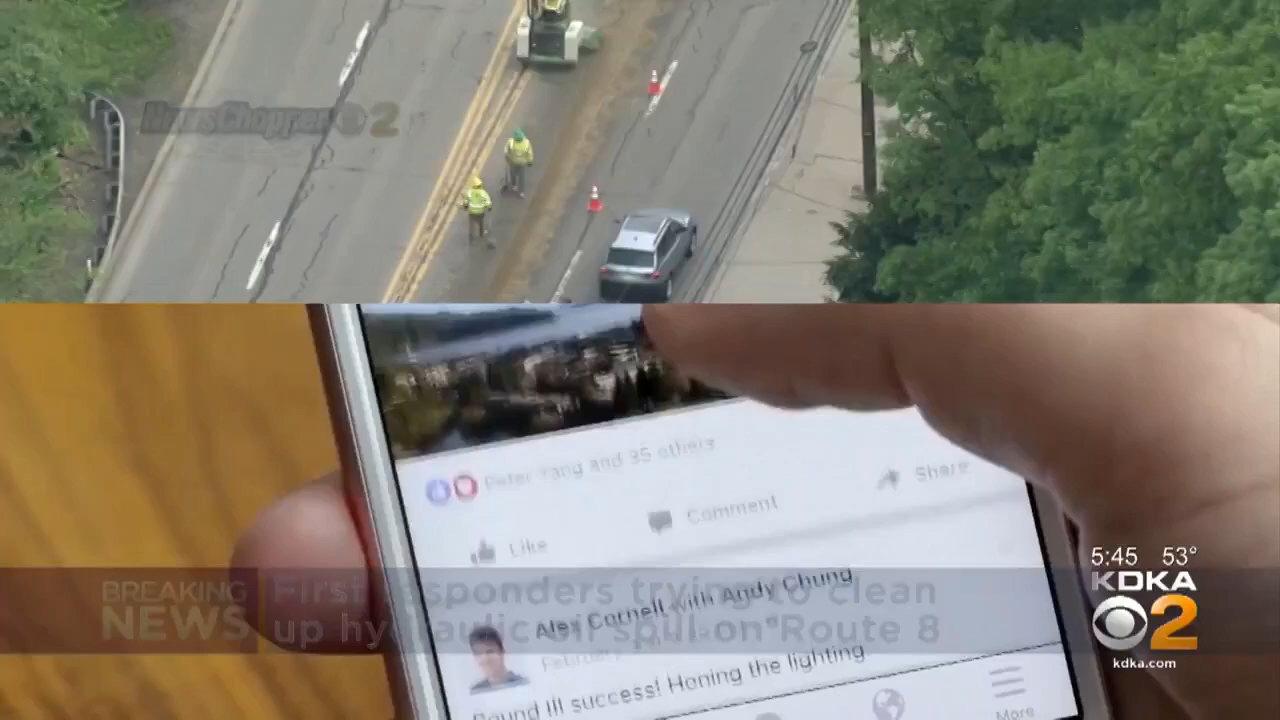 NewsChopper 2
Peter Yang and 35 others
Share
Comment
Like
Alex Cornell with Andy Chung
Round III success! Honing the lighting
More
BREAKING
NEWS
First responders trying to clean
up hydraulic oil spill on Route 8
5:45 53°
KDKA
2
kdka.com